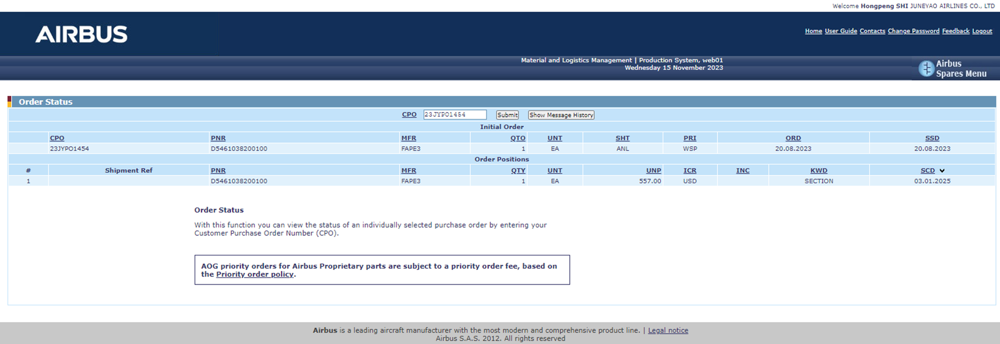 Welcome Hongpeng SHI JUNEYAO AIRLINES CO., LTD
AIRBUS
Home User Guide Contacts Change Password Feedback Logout
Material and Logistics Management | Production System, web01
Wednesday 15 November 2023
Airbus
Spares Menu
Order Status
CPO 23JYPO1454 Submit Show Message History
Initial Order
CPO PNR MFR QTO UNT SHT PRI ORD SSD
23JYPO1454 D5461038200100 FAPE3 1 EA ANL WSP 20.08.2023 20.08.2023
Order Positions
# Shipment Ref PNR MFR QTY UNT UNP ICR INC KWD SCD
1 D5461038200100 FAPE3 1 EA 557.00 USD SECTION 03.01.2025
Order Status
With this function you can view the status of an individually selected purchase order by entering your
Customer Purchase Order Number (CPO).
AOG priority orders for Airbus Proprietary parts are subject to a priority order fee, based on
the Priority order policy.
Airbus is a leading aircraft manufacturer with the most modern and comprehensive product line. | Legal notice
Airbus S.A.S. 2012. All rights reserved